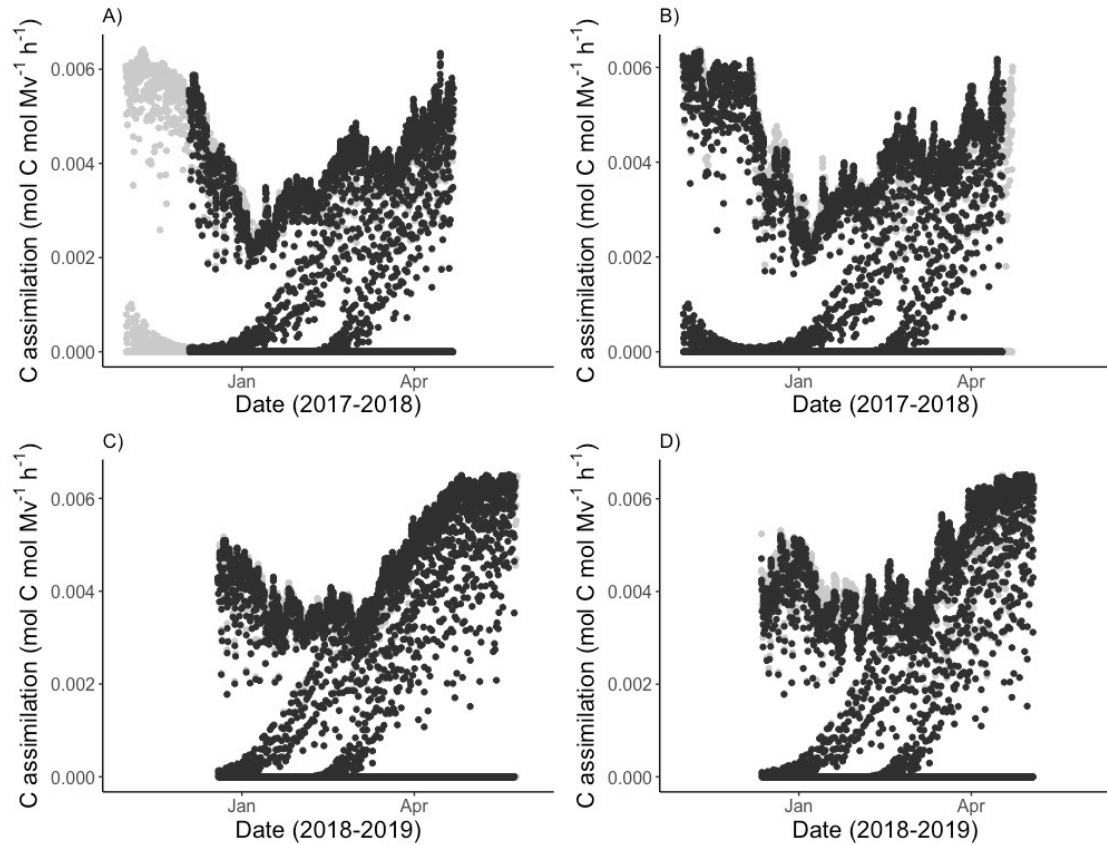 A)
C assimilation (mol C mol Mv⁻¹ h⁻¹)
0.006
0.004
0.002
0.000
Jan
Apr
Date (2017-2018)
B)
C assimilation (mol C mol Mv⁻¹ h⁻¹)
0.006
0.004
0.002
0.000
Jan
Apr
Date (2017-2018)
C)
C assimilation (mol C mol Mv⁻¹ h⁻¹)
0.006
0.004
0.002
0.000
Jan
Apr
Date (2018-2019)
D)
C assimilation (mol C mol Mv⁻¹ h⁻¹)
0.006
0.004
0.002
0.000
Jan
Apr
Date (2018-2019)